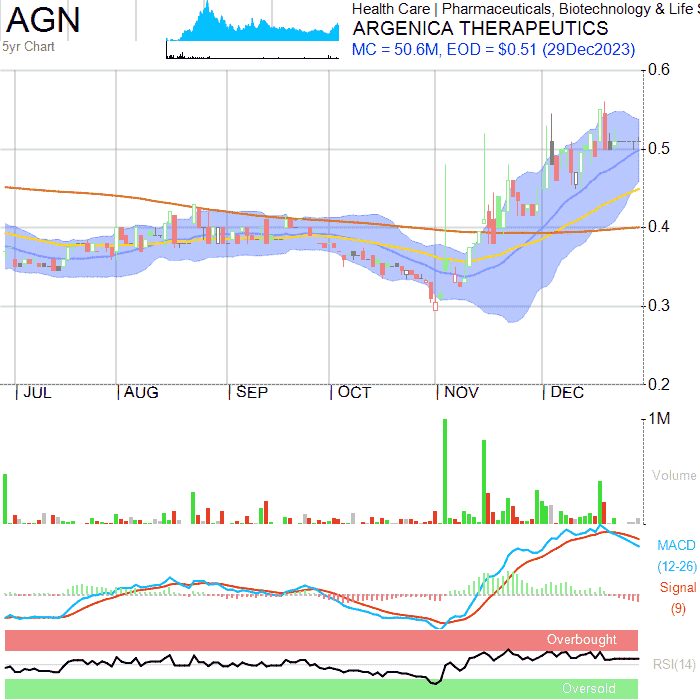 AGN
5yr Chart
Health Care | Pharmaceuticals, Biotechnology & Life S
ARGENICA THERAPEUTICS
MC = 50.6M, EOD = $0.51 (29Dec2023)
0.6
0.5
0.4
0.3
0.2
| JUL | AUG | SEP | OCT | NOV | DEC
1M
Volume
MACD
(12-26)
Signal
(9)
Overbought
RSI(14)
Oversold